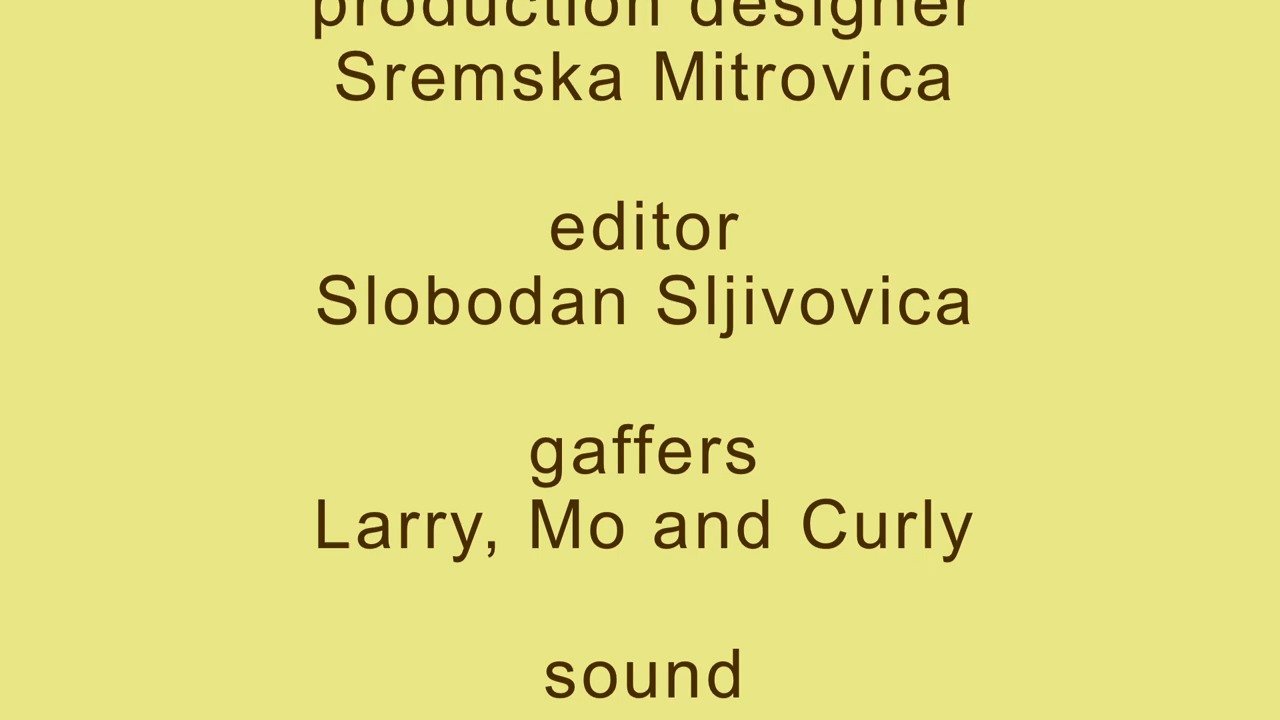 production designer
Sremska Mitrovica
editor
Slobodan Sljivovica
gaffers
Larry, Mo and Curly
sound